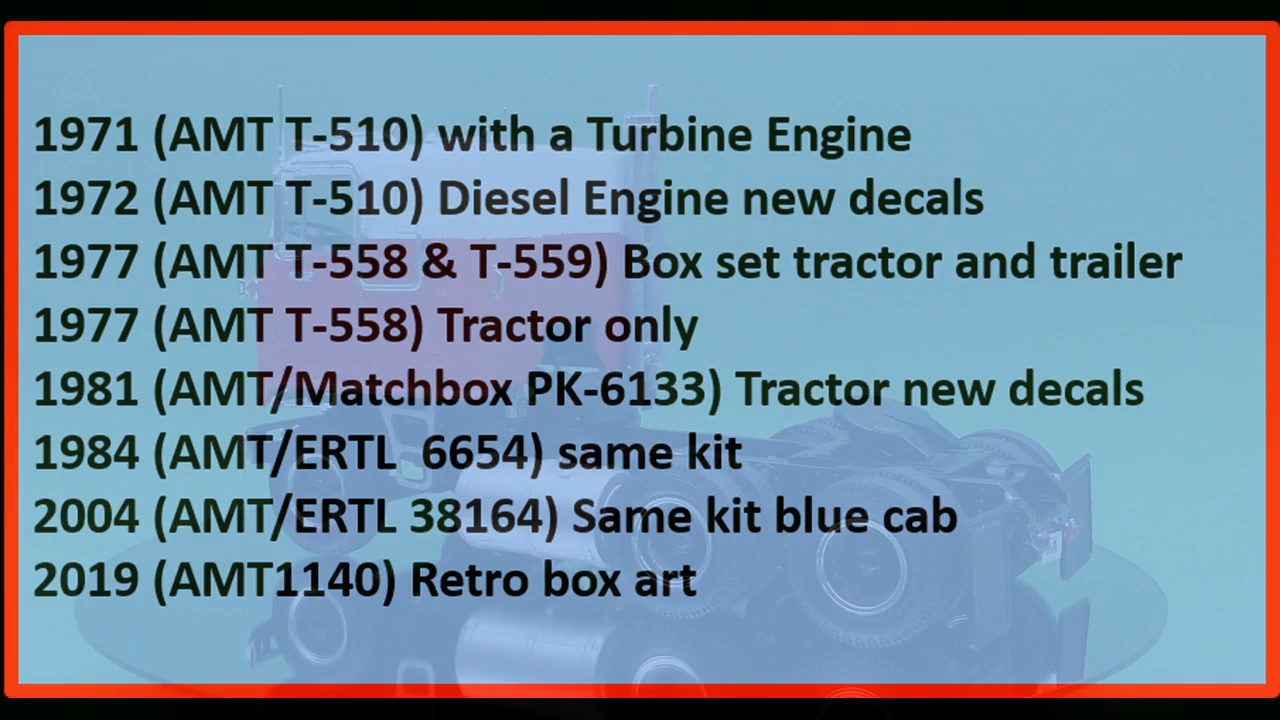 1971 (AMT T-510) with a Turbine Engine
1972 (AMT T-510) Diesel Engine new decals
1977 (AMT T-558 & T-559) Box set tractor and trailer
1977 (AMT T-558) Tractor only
1981 (AMT/Matchbox PK-6133) Tractor new decals
1984 (AMT/ERTL  6654) same kit
2004 (AMT/ERTL 38164) Same kit blue cab
2019 (AMT1140) Retro box art